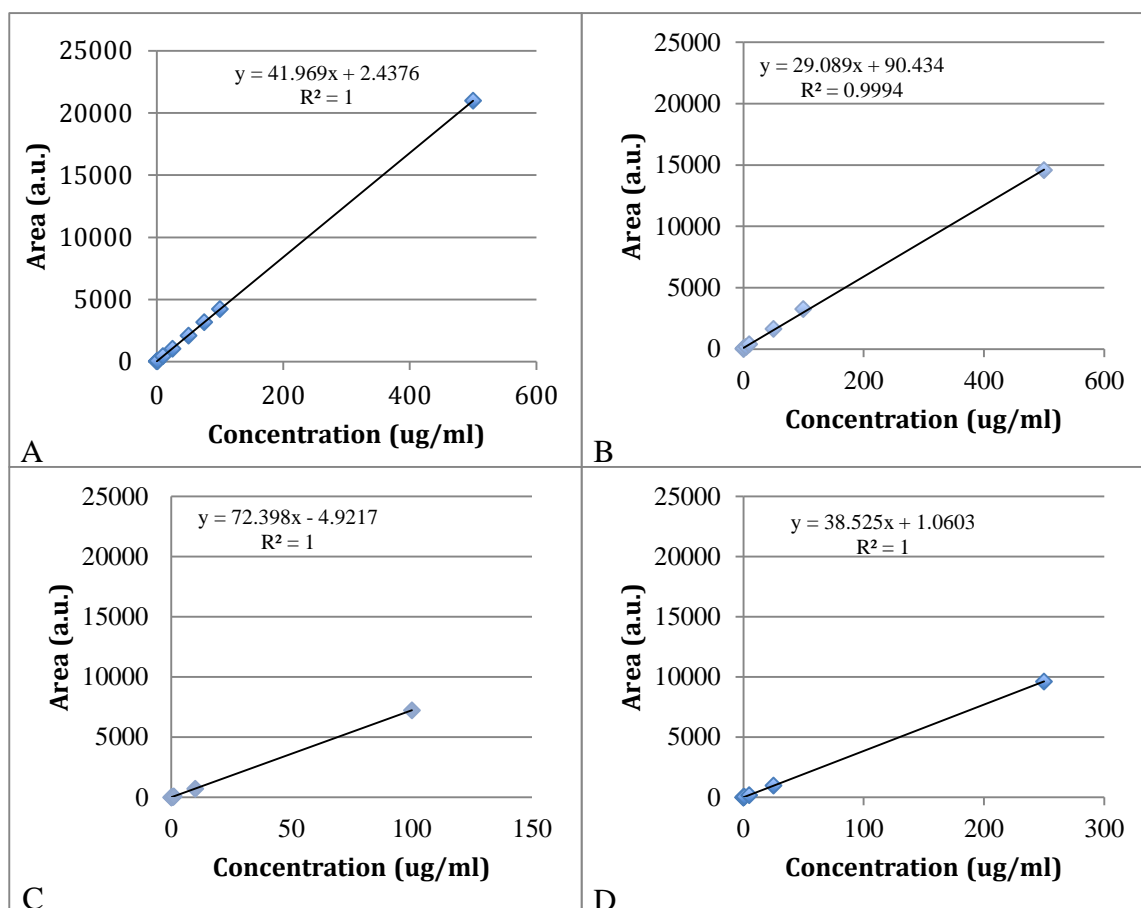 25000
20000
15000
10000
5000
0
Area (a.u.)
y = 41.969x + 2.4376
R² = 1
0 200 400 600
Concentration (ug/ml)
A
25000
20000
15000
10000
5000
0
Area (a.u.)
y = 29.089x + 90.434
R² = 0.9994
0 200 400 600
Concentration (ug/ml)
B
25000
20000
15000
10000
5000
0
Area (a.u.)
y = 72.398x - 4.9217
R² = 1
0 50 100 150
Concentration (ug/ml)
C
25000
20000
15000
10000
5000
0
Area (a.u.)
y = 38.525x + 1.0603
R² = 1
0 100 200 300
Concentration (ug/ml)
D